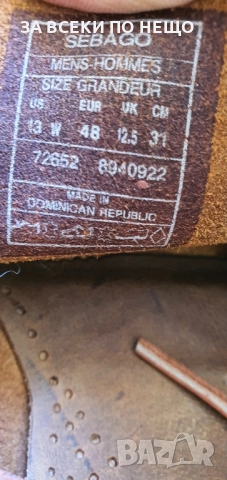 ЗА ВСЕКИ ПО НЕЩО
SEBAGO
MENS-HOMMES
SIZE GRANDEUR
US EUR UK CM
13 W 48 12.5 31
72652 8940922
MADE IN
DOMINICAN REPUBLIC
bazar